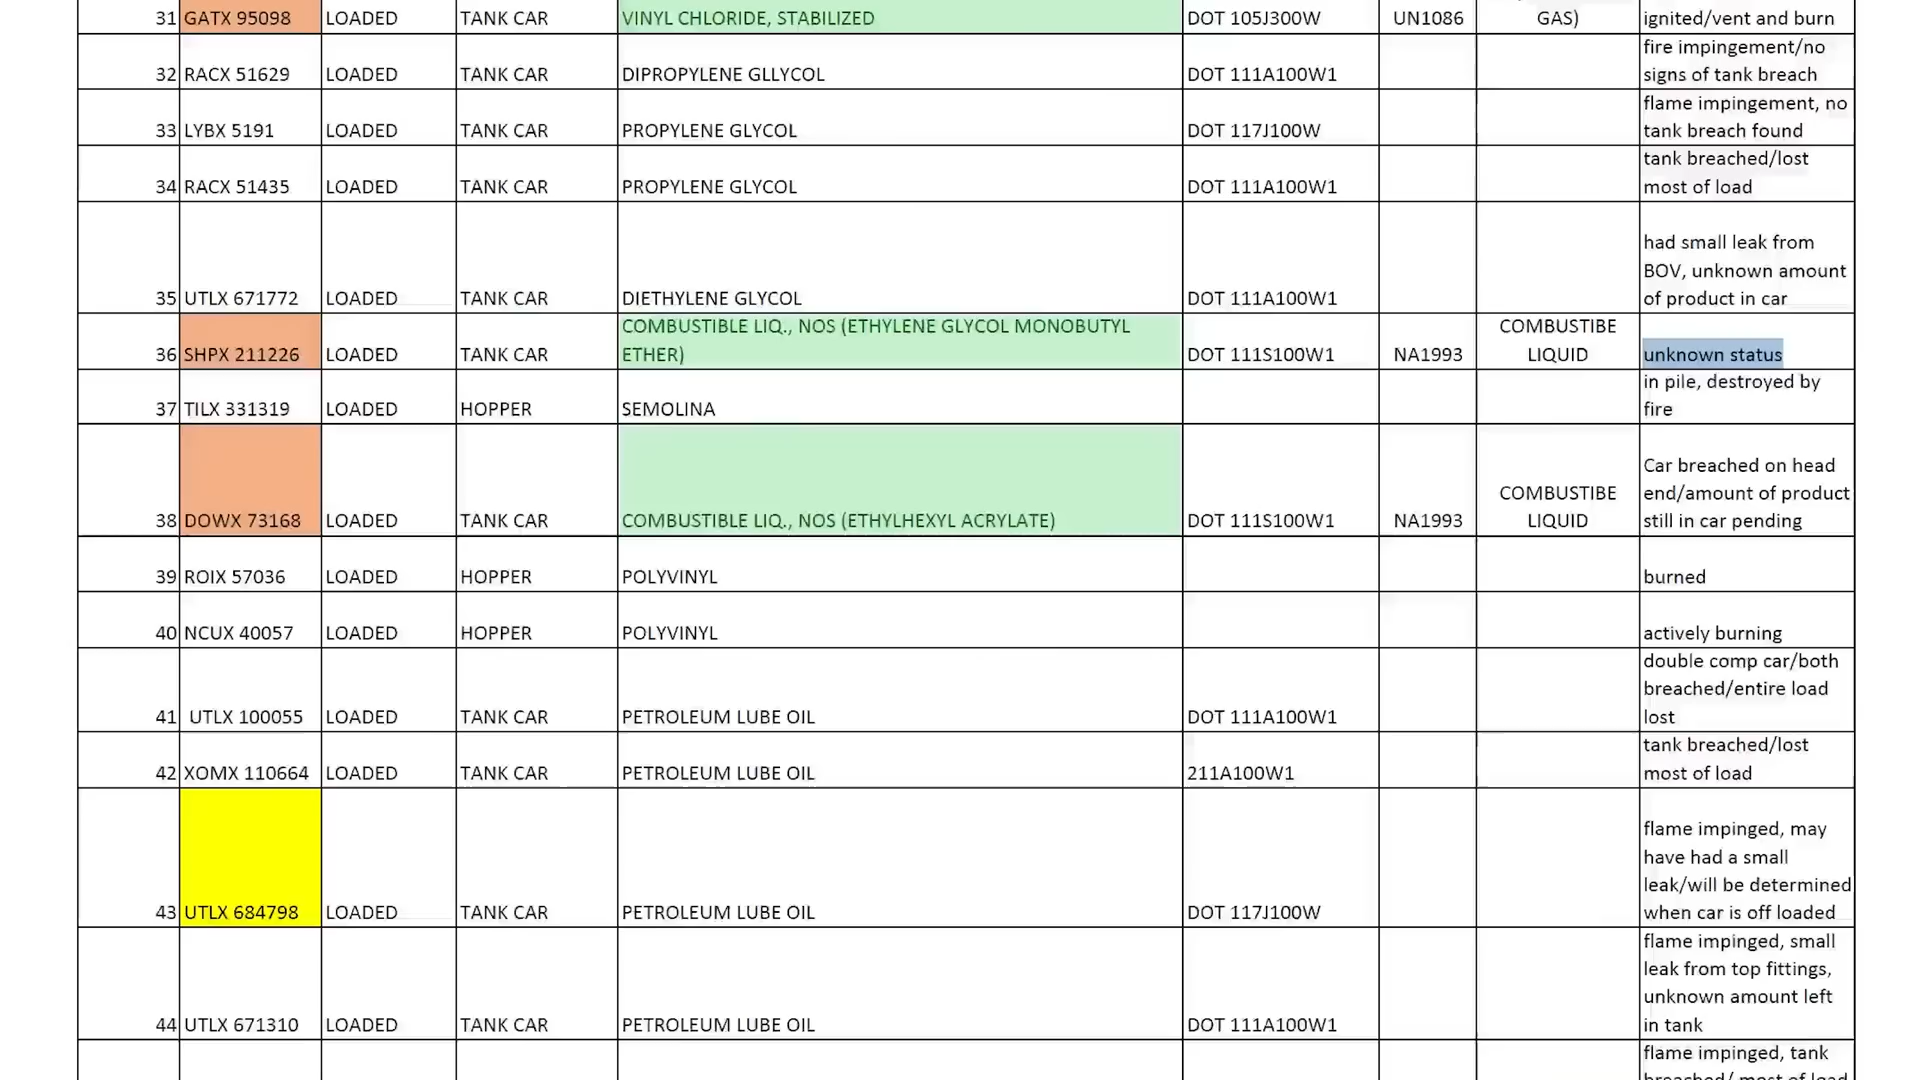 31 GATX 95098 LOADED TANK CAR VINYL CHLORIDE, STABILIZED DOT 105J300W UN1086 GAS) ignited/vent and burn
fire impingement/no
32 RACX 51629 LOADED TANK CAR DIPROPYLENE GLLYCOL DOT 111A100W1 signs of tank breach
flame impingement, no
33 LYBX 5191 LOADED TANK CAR PROPYLENE GLYCOL DOT 117J100W tank breach found
tank breached/lost
34 RACX 51435 LOADED TANK CAR PROPYLENE GLYCOL DOT 111A100W1 most of load
had small leak from
BOV, unknown amount
35 UTLX 671772 LOADED TANK CAR DIETHYLENE GLYCOL DOT 111A100W1 of product in car
COMBUSTIBLE LIQ., NOS (ETHYLENE GLYCOL MONOBUTYL COMBUSTIBE
36 SHPX 211226 LOADED TANK CAR ETHER) DOT 111S100W1 NA1993 LIQUID unknown status
in pile, destroyed by
37 TILX 331319 LOADED HOPPER SEMOLINA fire
Car breached on head
COMBUSTIBE end/amount of product
38 DOWX 73168 LOADED TANK CAR COMBUSTIBLE LIQ., NOS (ETHYLHEXYL ACRYLATE) DOT 111S100W1 NA1993 LIQUID still in car pending
39 ROIX 57036 LOADED HOPPER POLYVINYL burned
40 NCUX 40057 LOADED HOPPER POLYVINYL actively burning
double comp car/both
breached/entire load
41 UTLX 100055 LOADED TANK CAR PETROLEUM LUBE OIL DOT 111A100W1 lost
tank breached/lost
42 XOMX 110664 LOADED TANK CAR PETROLEUM LUBE OIL 211A100W1 most of load
flame impinged, may
have had a small
leak/will be determined
43 UTLX 684798 LOADED TANK CAR PETROLEUM LUBE OIL DOT 117J100W when car is off loaded
flame impinged, small
leak from top fittings,
unknown amount left
44 UTLX 671310 LOADED TANK CAR PETROLEUM LUBE OIL DOT 111A100W1 in tank
flame impinged, tank
breached/ most of load